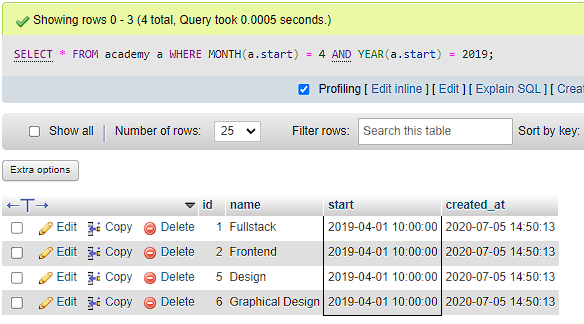 Showing rows 0 - 3 (4 total, Query took 0.0005 seconds.)
SELECT * FROM academy a WHERE MONTH(a.start) = 4 AND YEAR(a.start) = 2019;
Profiling [ Edit inline ] [ Edit ] [ Explain SQL ] [ Crea
Show all Number of rows: 25 Filter rows: Search this table Sort by key:
Extra options
←T→ id name start created_at
Edit Copy Delete 1 Fullstack 2019-04-01 10:00:00 2020-07-05 14:50:13
Edit Copy Delete 2 Frontend 2019-04-01 10:00:00 2020-07-05 14:50:13
Edit Copy Delete 5 Design 2019-04-01 10:00:00 2020-07-05 14:50:13
Edit Copy Delete 6 Graphical Design 2019-04-01 10:00:00 2020-07-05 14:50:13